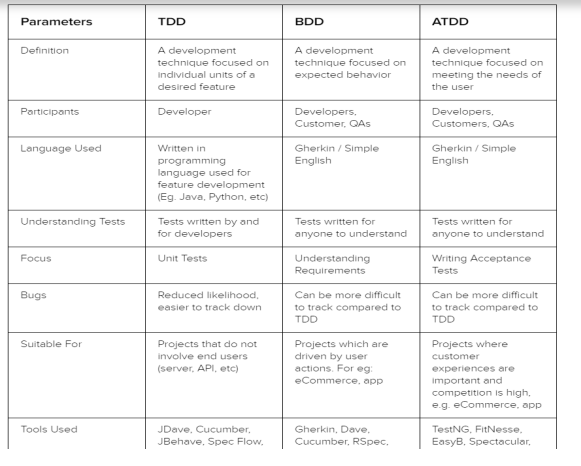 Parameters TDD BDD ATDD
Definition
A development
technique focused on
individual units of a
desired feature
A development
technique focused on
expected behavior
A development
technique focused on
meeting the needs of
the user
Participants
Developer
Developers,
Customer, QAs
Developers,
Customers, QAs
Language Used
Written in
programming
language used for
feature development
(Eg. Java, Python, etc)
Gherkin / Simple
English
Gherkin / Simple
English
Understanding Tests
Tests written by and
for developers
Tests written for
anyone to understand
Tests written for
anyone to understand
Focus
Unit Tests
Understanding
Requirements
Writing Acceptance
Tests
Bugs
Reduced likelihood,
easier to track down
Can be more difficult
to track compared to
TDD
Can be more difficult
to track compared to
TDD
Suitable For
Projects that do not
involve end users
(server, API, etc)
Projects which are
driven by user
actions. For eg:
eCommerce, app
Projects where
customer
experiences are
important and
competition is high,
e.g. eCommerce, app
Tools Used
JDave, Cucumber,
JBehave, Spec Flow,
Gherkin, Dave,
Cucumber, RSpec,
TestNG, FitNesse,
EasyB, Spectacular,